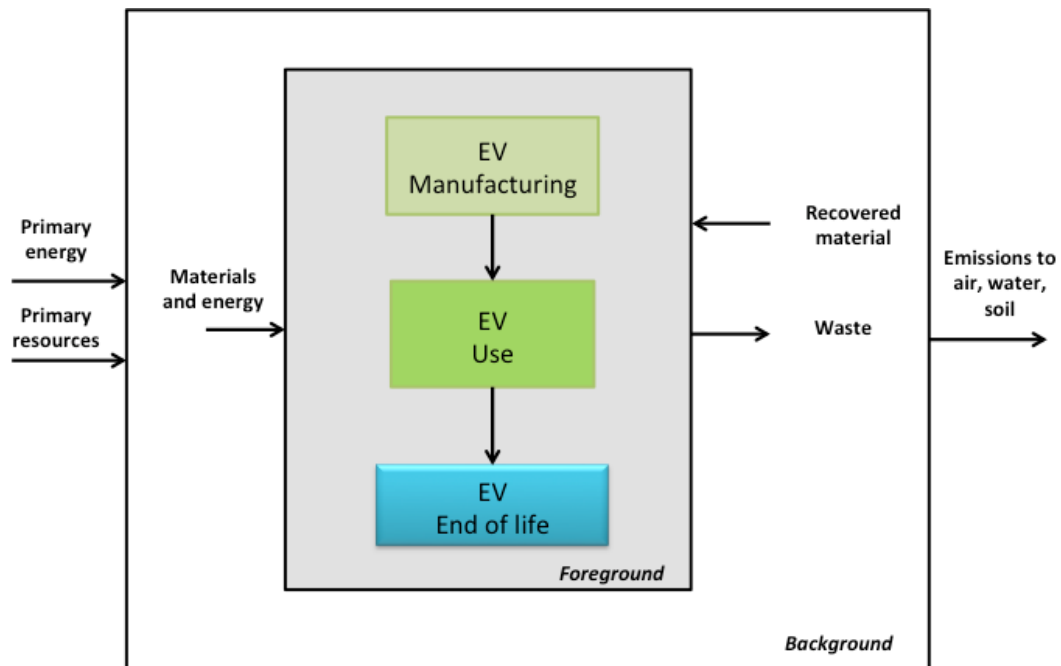 EV
Manufacturing
Primary
energy
Primary
resources
Materials
and energy
EV
Use
Recovered
material
Waste
Emissions to
air, water,
soil
EV
End of life
Foreground
Background